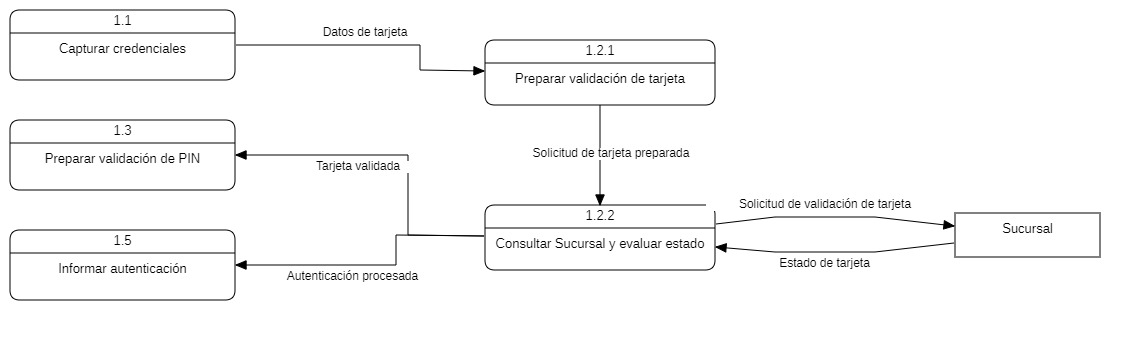 1.1
Capturar credenciales
Datos de tarjeta
1.2.1
Preparar validación de tarjeta
1.3
Preparar validación de PIN
Tarjeta validada
Solicitud de tarjeta preparada
1.2.2
Consultar Sucursal y evaluar estado
Solicitud de validación de tarjeta
Sucursal
Estado de tarjeta
1.5
Informar autenticación
Autenticación procesada